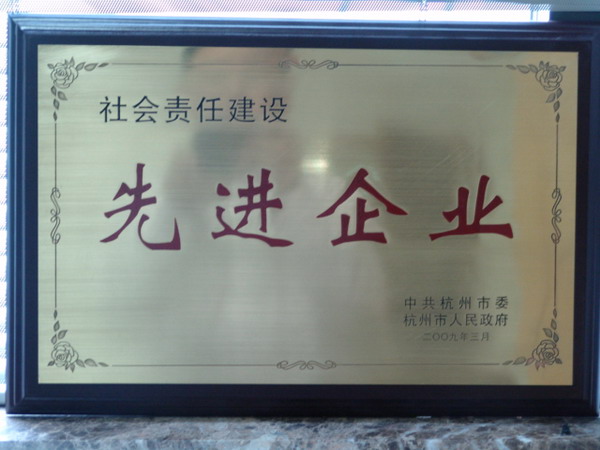 社会责任建设
先进企业
中共杭州市委
杭州市人民政府
二〇〇九年三月